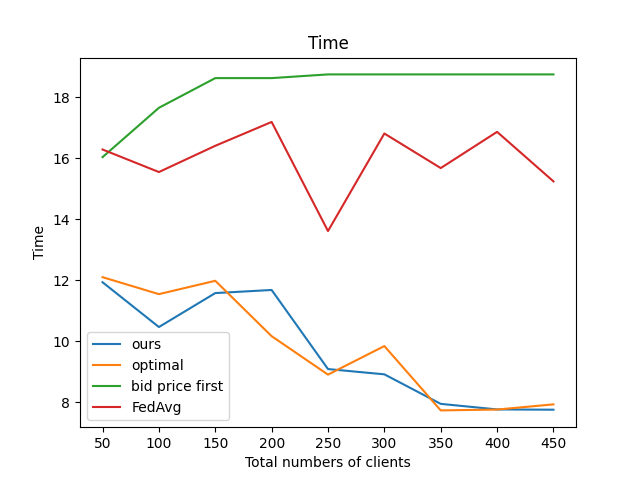 Time
18
16
14
12
10
8
Time
ours
optimal
bid price first
FedAvg
50 100 150 200 250 300 350 400 450
Total numbers of clients